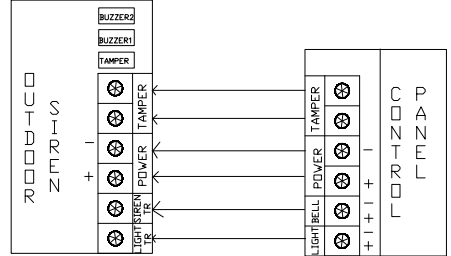 BUZZER2
BUZZER1
TAMPER
OUTDOOR
SIREN
TAMPER
- +
POWER
SIREN
TR
LIGHT
TR
TAMPER
POWER
- +
BELL
- +
LIGHT
- +
CONTROL
PANEL